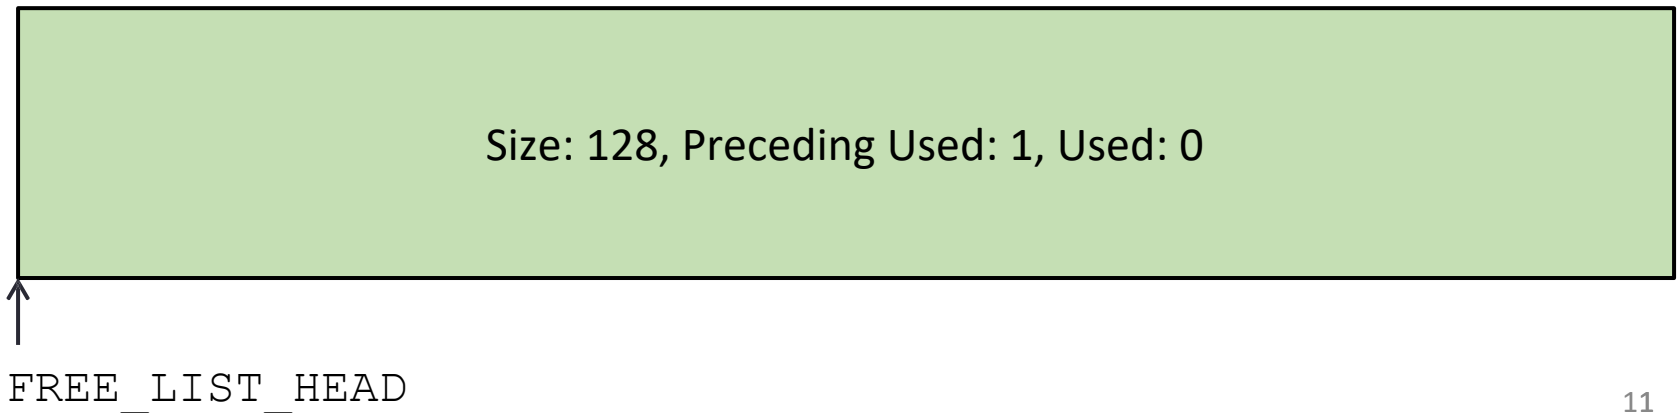 Size: 128, Preceding Used: 1, Used: 0
FREE_LIST_HEAD
11